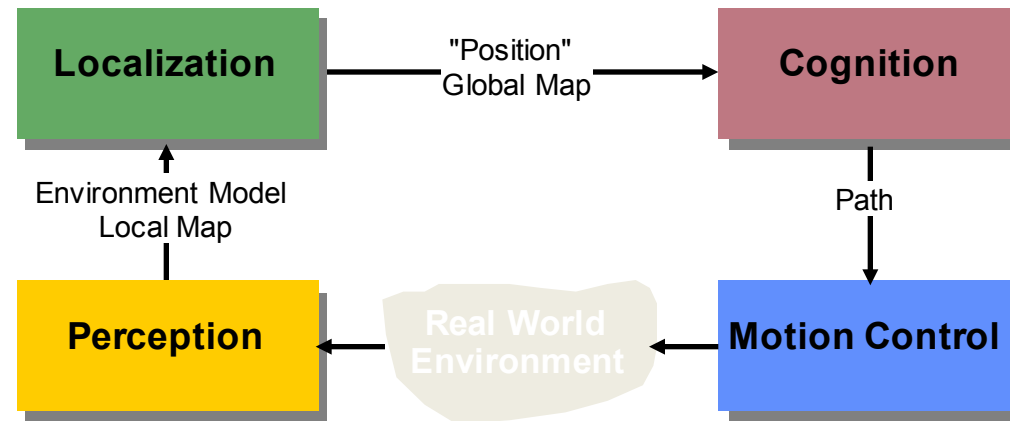 Localization
"Position"
Global Map
Cognition
Environment Model
Local Map
Path
Perception
Real World
Environment
Motion Control